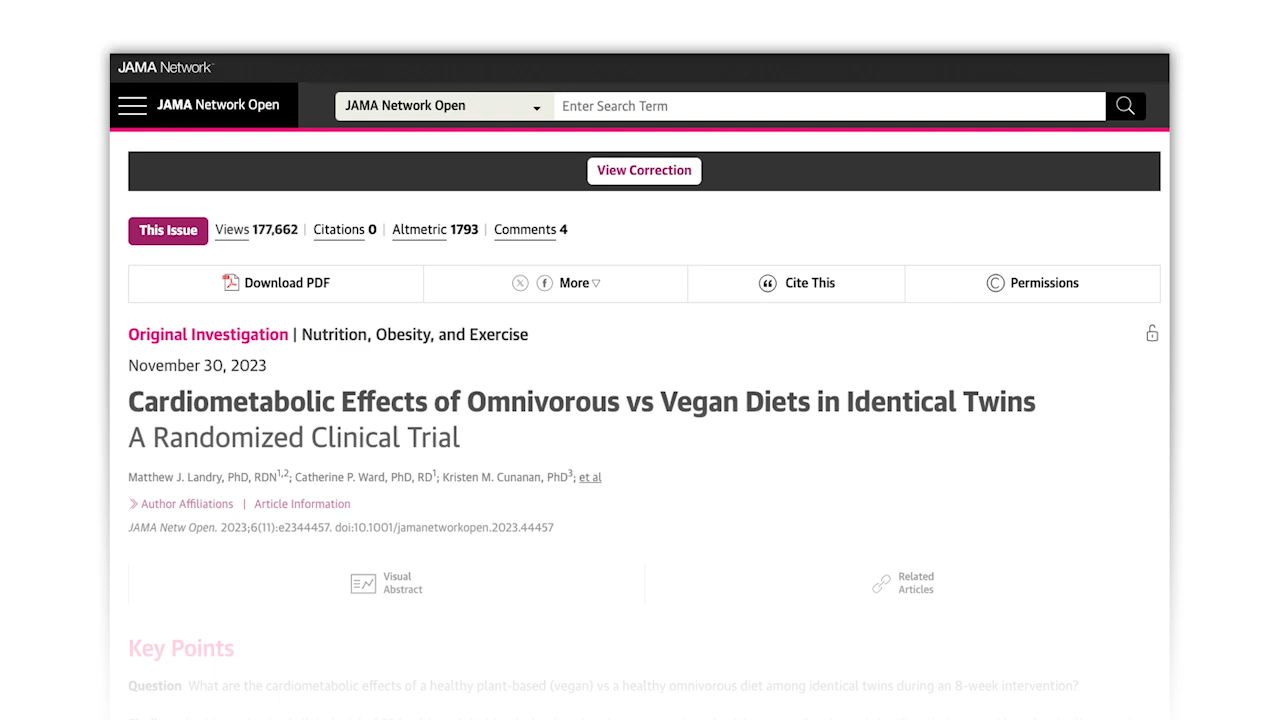 JAMA Network
JAMA Network Open
JAMA Network Open
Enter Search Term
View Correction
This Issue
Views 177,662 | Citations 0 | Altmetric 1793 | Comments 4
Download PDF
More
Cite This
Permissions
Original Investigation | Nutrition, Obesity, and Exercise
November 30, 2023
Cardiometabolic Effects of Omnivorous vs Vegan Diets in Identical Twins
A Randomized Clinical Trial
Matthew J. Landry, PhD, RDN1,2; Catherine P. Ward, PhD, RD1; Kristen M. Cunanan, PhD3; et al
Author Affiliations | Article Information
JAMA Netw Open. 2023;6(11):e2344457. doi:10.1001/jamanetworkopen.2023.44457
Visual
Abstract
Related
Articles
Key Points
Question What are the cardiometabolic effects of a healthy plant-based (vegan) vs a healthy omnivorous diet among identical twins during an 8-week intervention?